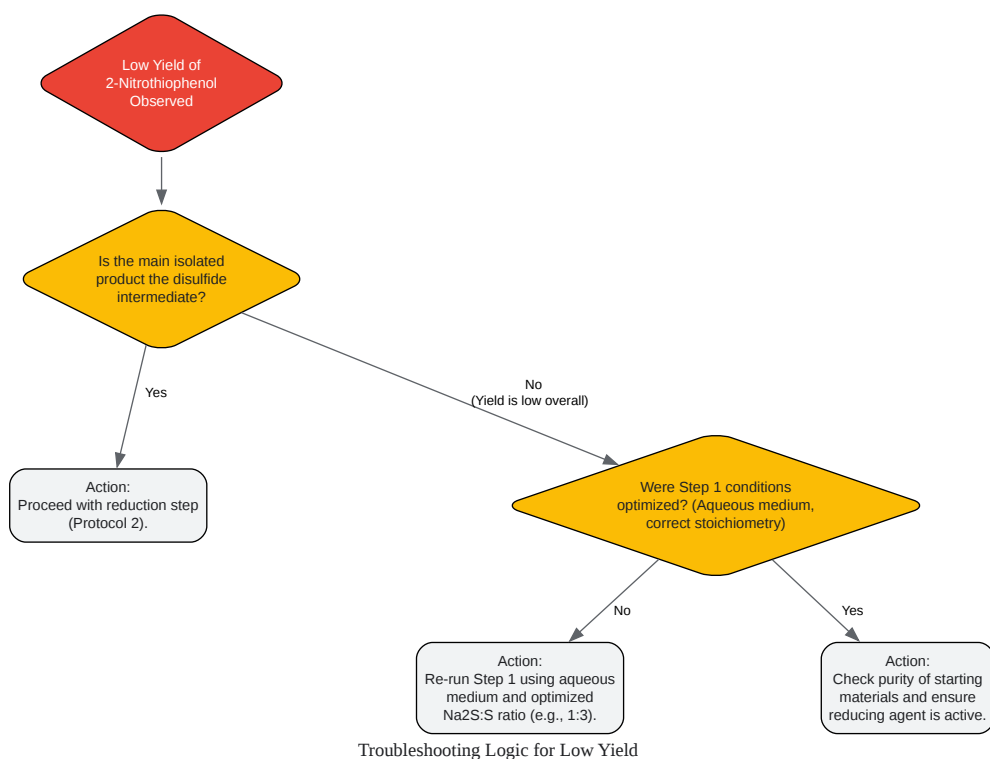 Low Yield of
2-Nitrothiophenol
Observed
Is the main isolated
product the disulfide
intermediate?
Yes
No
(Yield is low overall)
Action:
Proceed with reduction step
(Protocol 2).
Were Step 1 conditions
optimized? (Aqueous medium,
correct stoichiometry)
No
Yes
Action:
Re-run Step 1 using aqueous
medium and optimized
Na2S:S ratio (e.g., 1:3).
Action:
Check purity of starting
materials and ensure
reducing agent is active.
Troubleshooting Logic for Low Yield